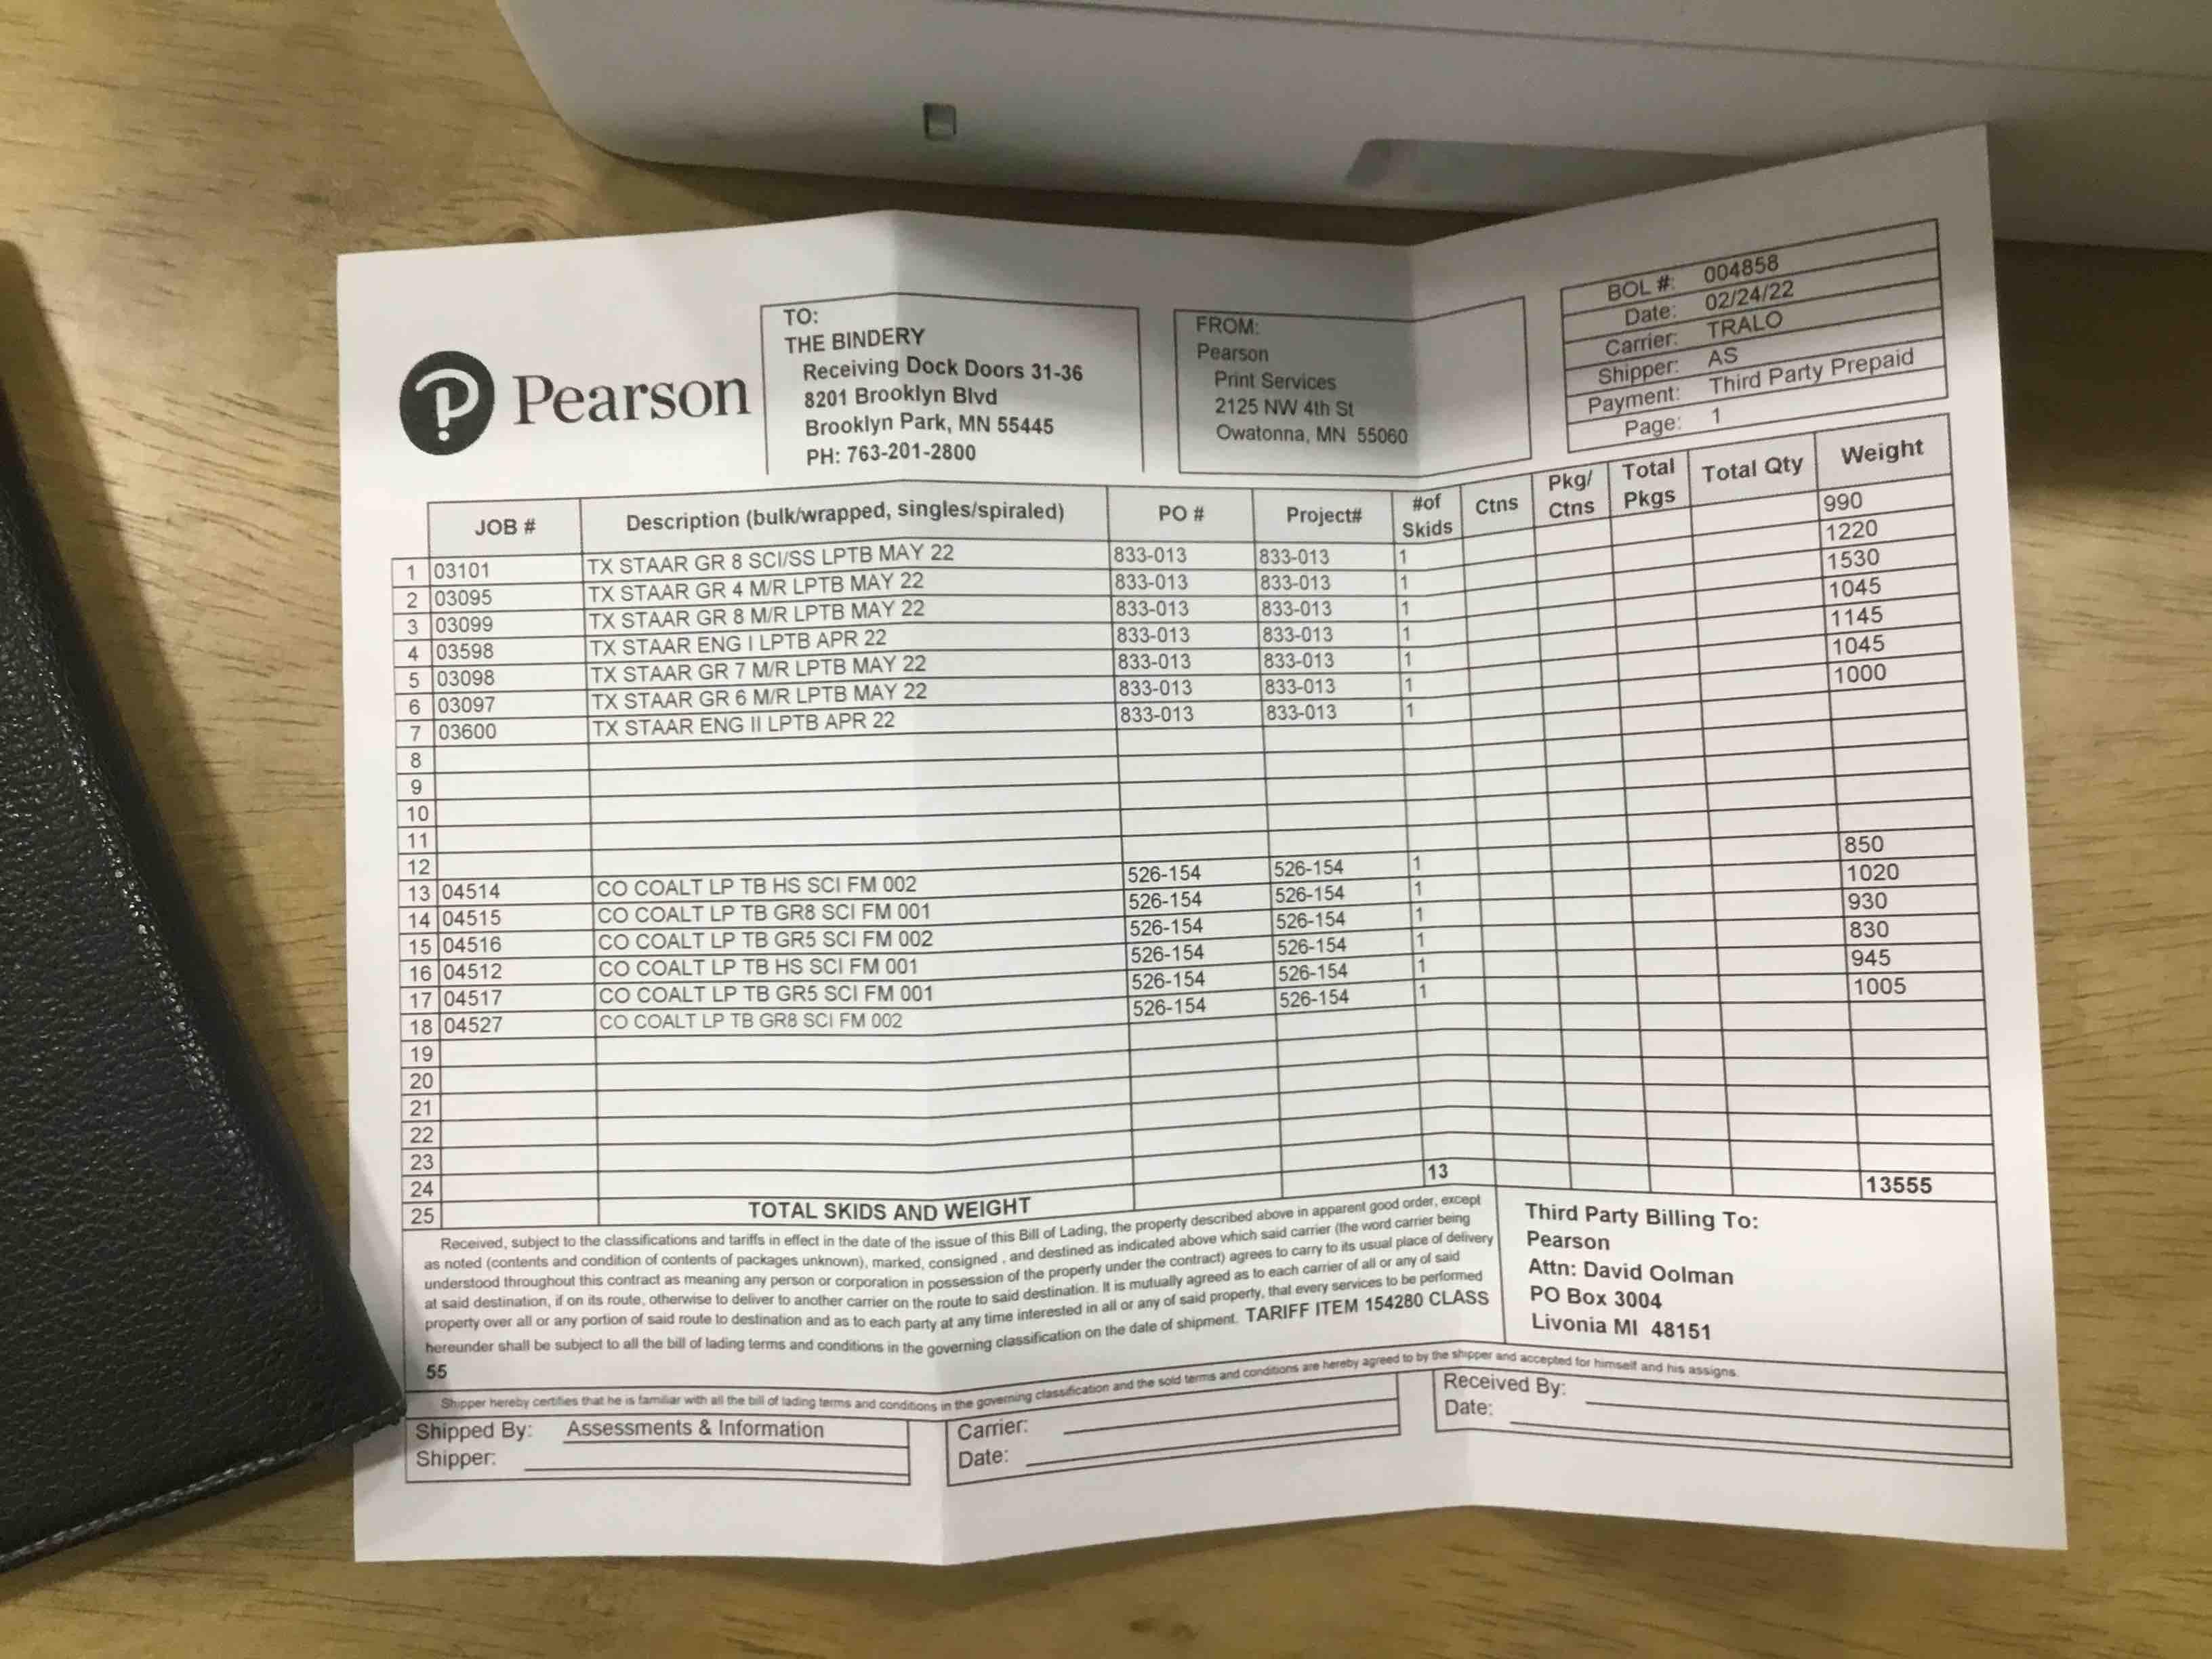 Pearson
TO:
THE BINDERY
Receiving Dock Doors 31-36
8201 Brooklyn Blvd
Brooklyn Park, MN 55445
PH: 763-201-2800
FROM:
Pearson
Print Services
2125 NW 4th St
Owatonna, MN 55060
BOL #: 004858
Date: 02/24/22
Carrier: TRALO
Shipper: AS
Payment: Third Party Prepaid
Page: 1
JOB # Description (bulk/wrapped, singles/spiraled) PO # Project# #of Skids Ctns Pkg/ Ctns Total Pkgs Total Qty Weight
1 03101 TX STAAR GR 8 SCI/SS LPTB MAY 22 833-013 833-013 1 990
2 03095 TX STAAR GR 4 M/R LPTB MAY 22 833-013 833-013 1 1220
3 03099 TX STAAR GR 8 M/R LPTB MAY 22 833-013 833-013 1 1530
4 03598 TX STAAR ENG I LPTB APR 22 833-013 833-013 1 1045
5 03098 TX STAAR GR 7 M/R LPTB MAY 22 833-013 833-013 1 1145
6 03097 TX STAAR GR 6 M/R LPTB MAY 22 833-013 833-013 1 1045
7 03600 TX STAAR ENG II LPTB APR 22 833-013 833-013 1 1000
8
9
10
11
12
13 04514 CO COALT LP TB HS SCI FM 002 526-154 526-154 1 850
14 04515 CO COALT LP TB GR8 SCI FM 001 526-154 526-154 1 1020
15 04516 CO COALT LP TB GR5 SCI FM 002 526-154 526-154 1 930
16 04512 CO COALT LP TB HS SCI FM 001 526-154 526-154 1 830
17 04517 CO COALT LP TB GR5 SCI FM 001 526-154 526-154 1 945
18 04527 CO COALT LP TB GR8 SCI FM 002 526-154 526-154 1 1005
19
20
21
22
23
24
25 TOTAL SKIDS AND WEIGHT 13 13555
Received, subject to the classifications and tariffs in effect in the date of the issue of this Bill of Lading, the property described above in apparent good order, except
as noted (contents and condition of contents of packages unknown), marked, consigned , and destined as indicated above which said carrier (the word carrier being
understood throughout this contract as meaning any person or corporation in possession of the property under the contract) agrees to carry to its usual place of delivery
at said destination, if on its route, otherwise to deliver to another carrier on the route to said destination. It is mutually agreed as to each carrier of all or any of said
property over all or any portion of said route to destination and as to each party at any time interested in all or any of said property, that every services to be performed
hereunder shall be subject to all the bill of lading terms and conditions in the governing classification on the date of shipment. TARIFF ITEM 154280 CLASS
55
Third Party Billing To:
Pearson
Attn: David Oolman
PO Box 3004
Livonia MI 48151
Shipper hereby certifies that he is familiar with all the bill of lading terms and conditions in the governing classification and the sold terms and conditions are hereby agreed to by the shipper and accepted for himself and his assigns.
Shipped By: Assessments & Information
Shipper:
Carrier:
Date:
Received By:
Date: